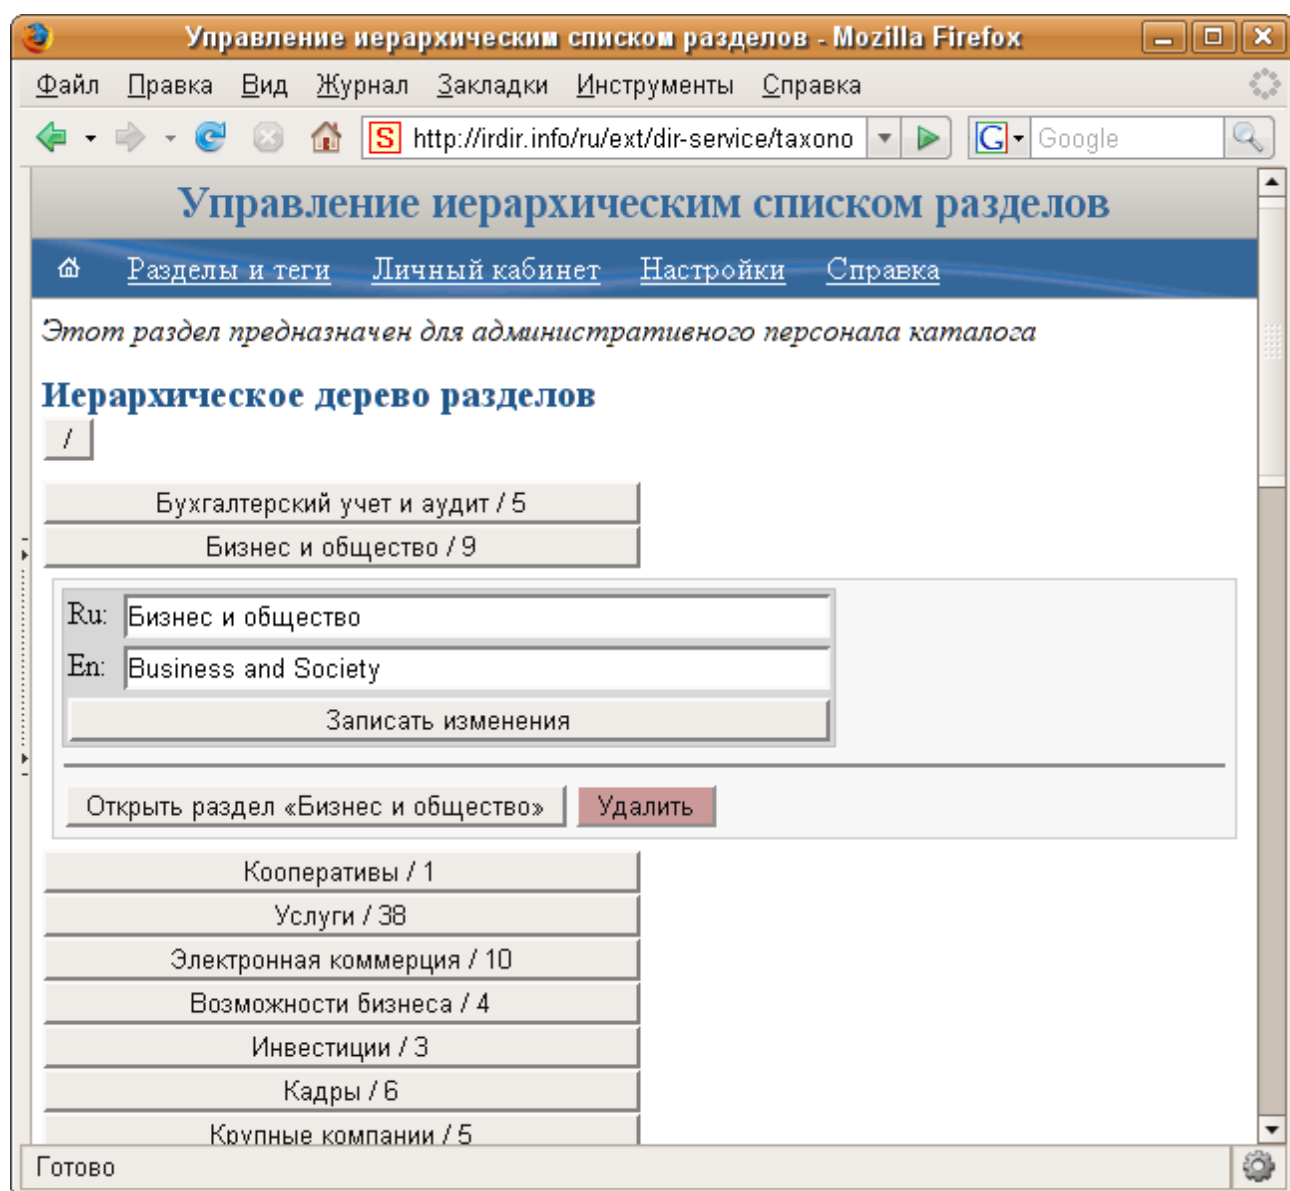 Управление иерархическим списком разделов - Mozilla Firefox
Файл Правка Вид Журнал Закладки Инструменты Справка
S http://irdir.info/ru/ext/dir-service/taxono G Google
Управление иерархическим списком разделов
Разделы и теги Личный кабинет Настройки Справка
Этот раздел предназначен для административного персонала каталога
Иерархическое дерево разделов
/
Бухгалтерский учет и аудит / 5
Бизнес и общество / 9
Ru: Бизнес и общество
En: Business and Society
Записать изменения
Открыть раздел «Бизнес и общество» Удалить
Кооперативы / 1
Услуги / 38
Электронная коммерция / 10
Возможности бизнеса / 4
Инвестиции / 3
Кадры / 6
Крупные компании / 5
Готово